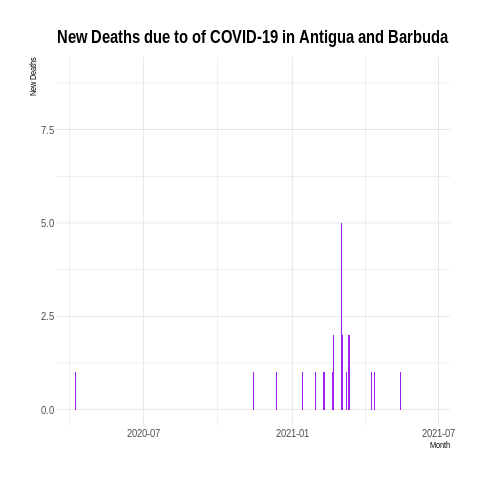 New Deaths due to of COVID-19 in Antigua and Barbuda
New Deaths
7.5
5.0
2.5
0.0
2020-07
2021-01
2021-07
Month